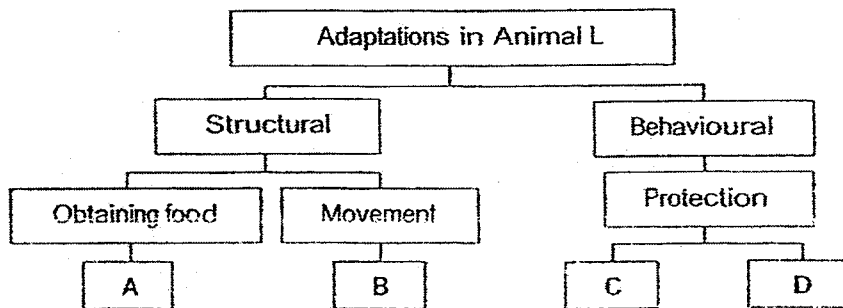 Adaptations in Animal L
Structural
Behavioural
Obtaining food
Movement
Protection
A
B
C
D